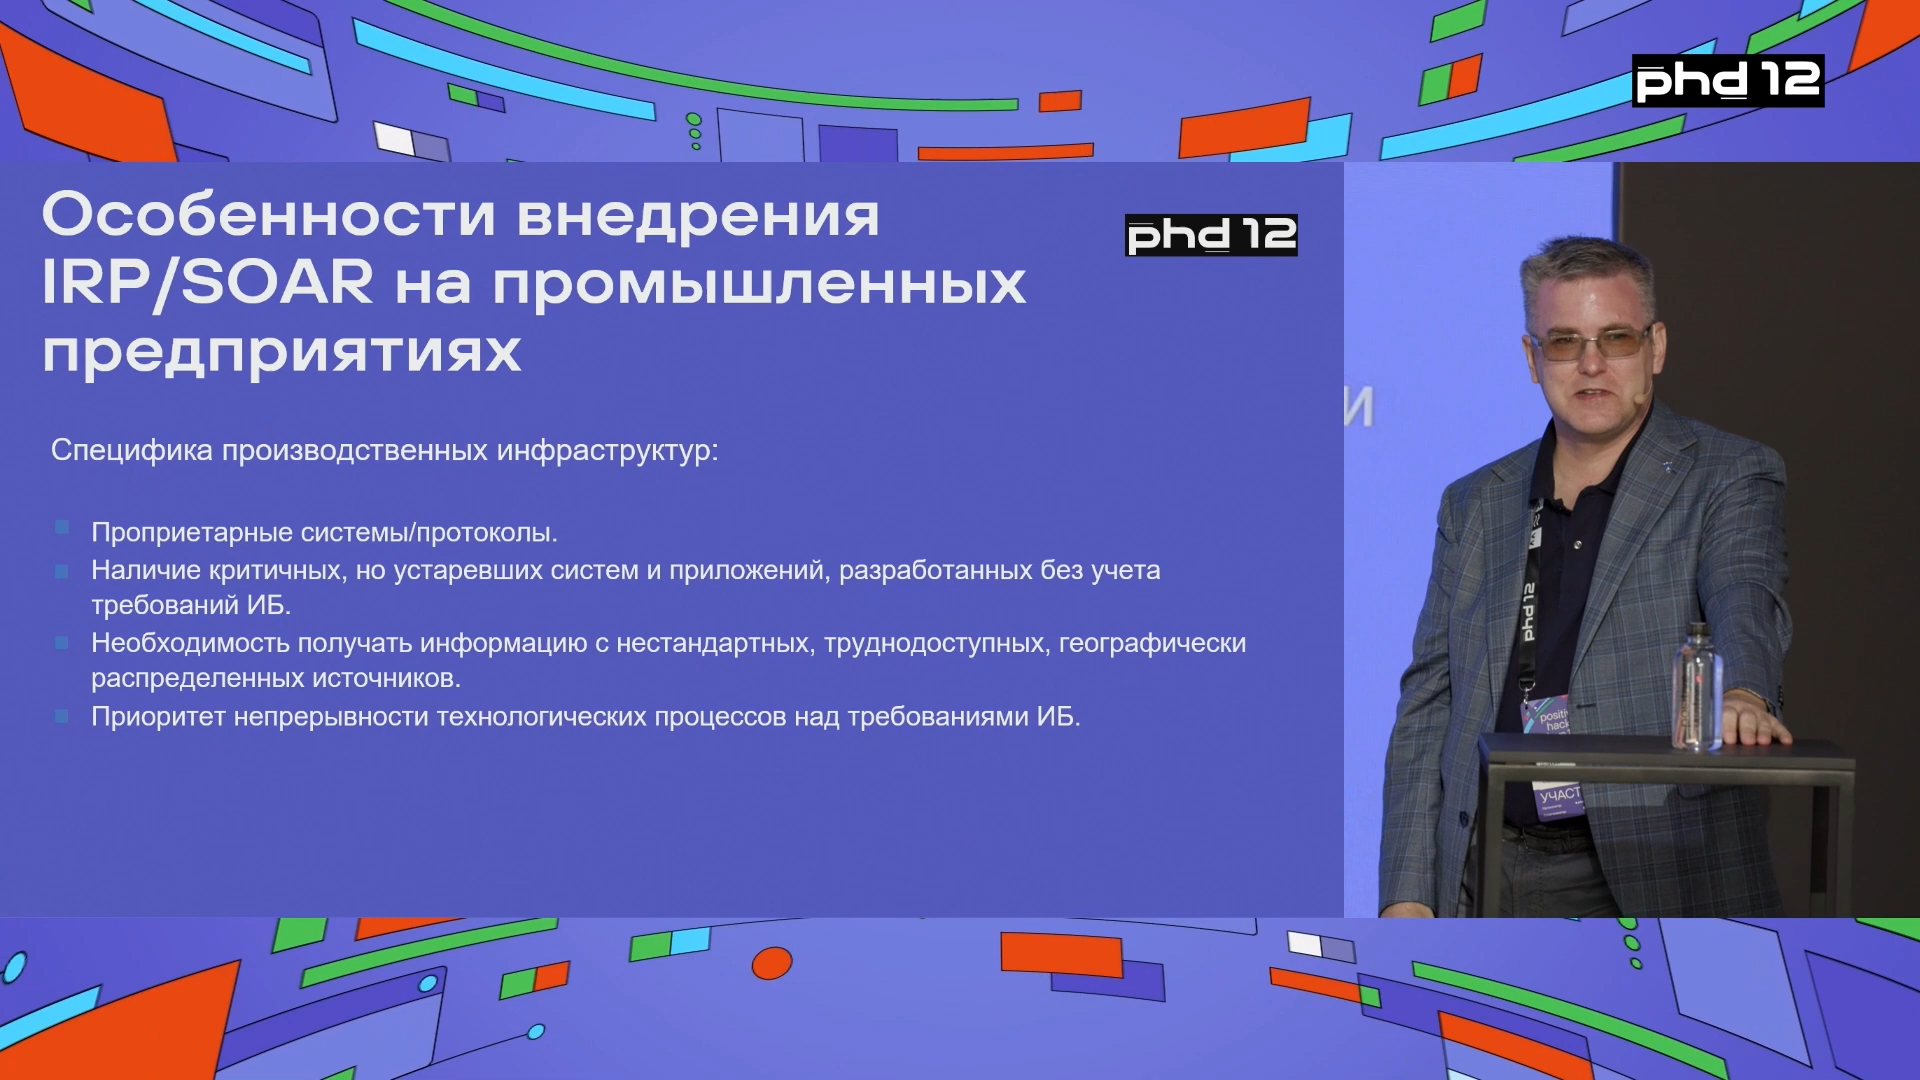 phd 12
Особенности внедрения
IRP/SOAR на промышленных
предприятиях
phd 12
Специфика производственных инфраструктур:
Проприетарные системы/протоколы.
Наличие критичных, но устаревших систем и приложений, разработанных без учета
требований ИБ.
Необходимость получать информацию с нестандартных, труднодоступных, географически
распределенных источников.
Приоритет непрерывности технологических процессов над требованиями ИБ.
И
phd 12
positi
hack
УЧАСТ